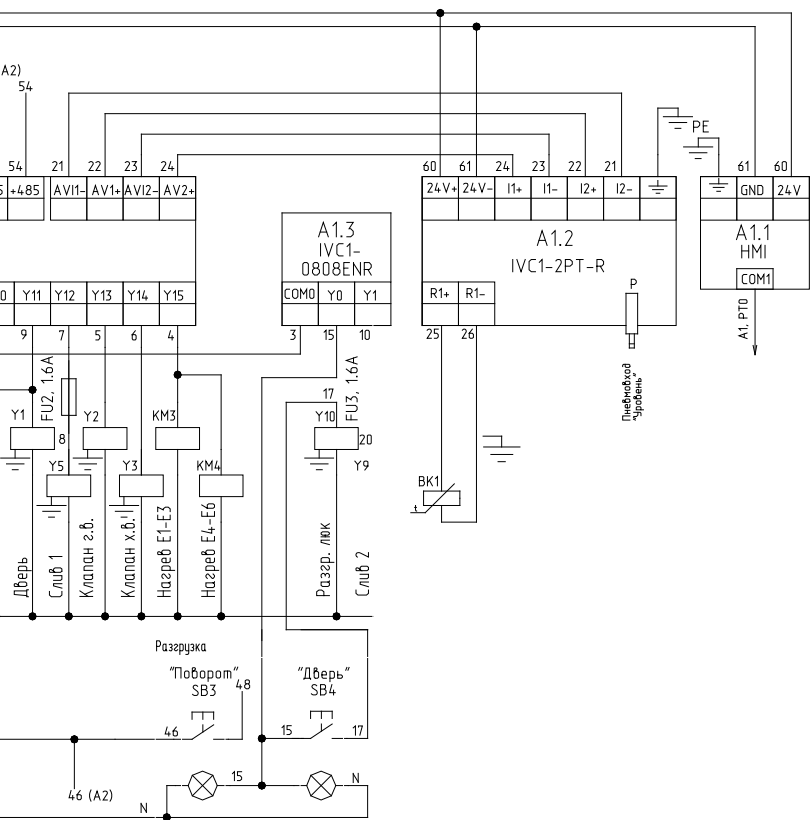 A2)
54
54 21 22 23 24 60 61 24 23 22 21 PE 61 60
5 +485 AVI1- AV1+ AVI2- AV2+ 24V+ 24V- I1+ I1- I2+ I2- GND 24V
A1.3
IVC1-
0808ENR
A1.2
IVC1-2PT-R
A1.1
HMI
COM1
0 Y11 Y12 Y13 Y14 Y15 COM0 Y0 Y1 R1+ R1- P
9 7 5 6 4 3 15 10 25 26
A1. PT0
FU2, 1.6A
FU3, 1.6A
Пневмовход
"Уровень"
17
Y1 Y2 KM3 Y10
8 20
Y5 Y3 KM4 Y9
BK1
t
Дверь
Слив 1
Клапан г.в.
Клапан х.в.
Нагрев E1-E3
Нагрев E4-E6
Разгр. люк
Слив 2
Разгрузка
"Поворот" "Дверь"
SB3 48 SB4
46 15 17
15 N
46 (A2)
N